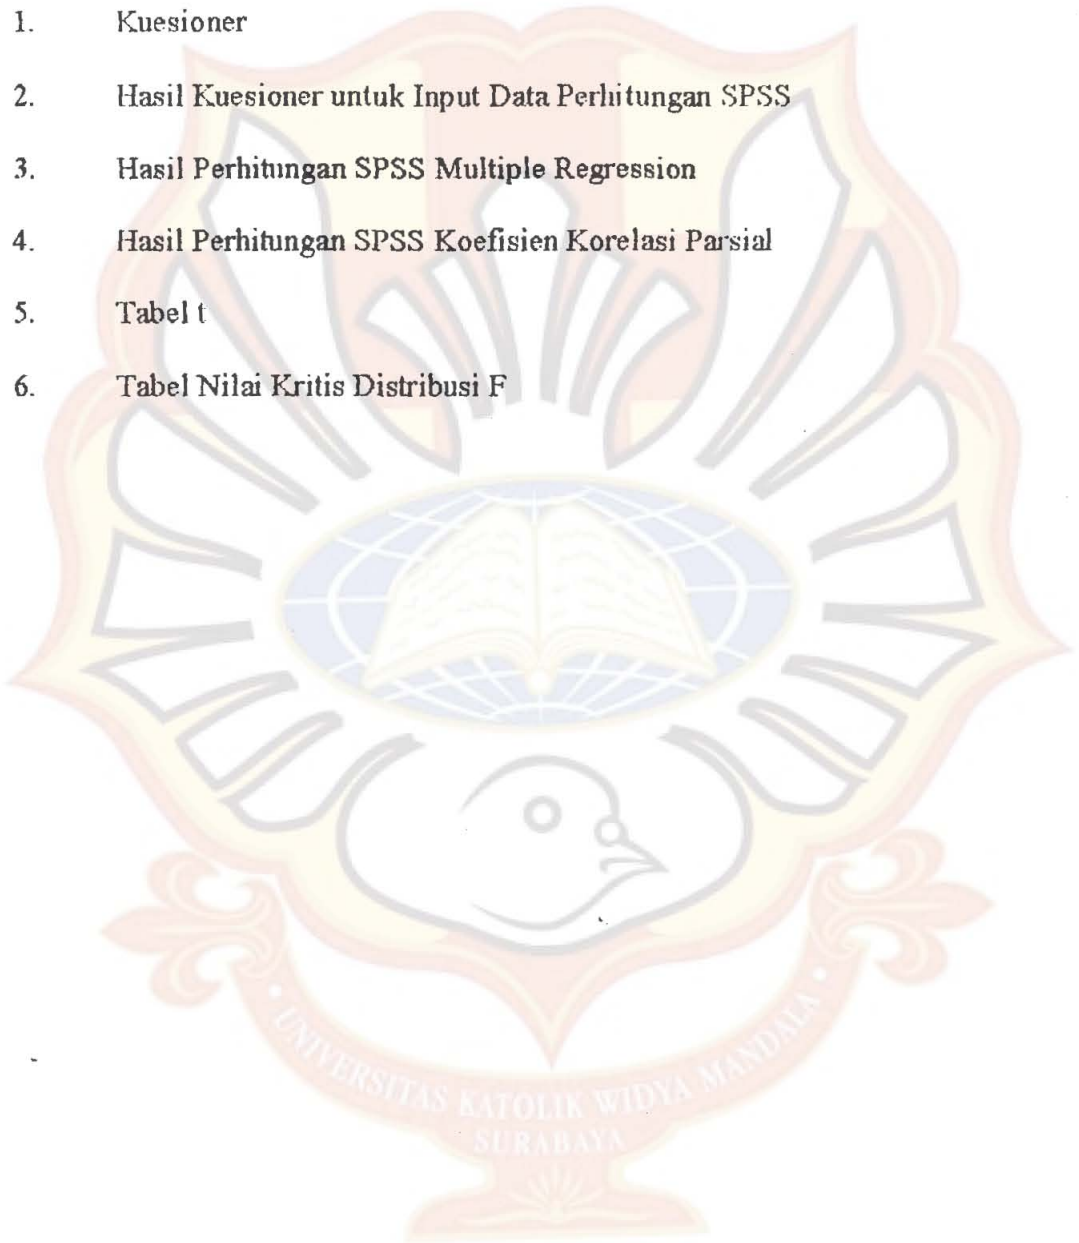 1. Kuesioner
2. Hasil Kuesioner untuk Input Data Perhitungan SPSS
3. Hasil Perhitungan SPSS Multiple Regression
4. Hasil Perhitungan SPSS Koefisien Korelasi Parsial
5. Tabel t
6. Tabel Nilai Kritis Distribusi F
UNIVERSITAS KATOLIK WIDYA MANDALA
SURABAYA